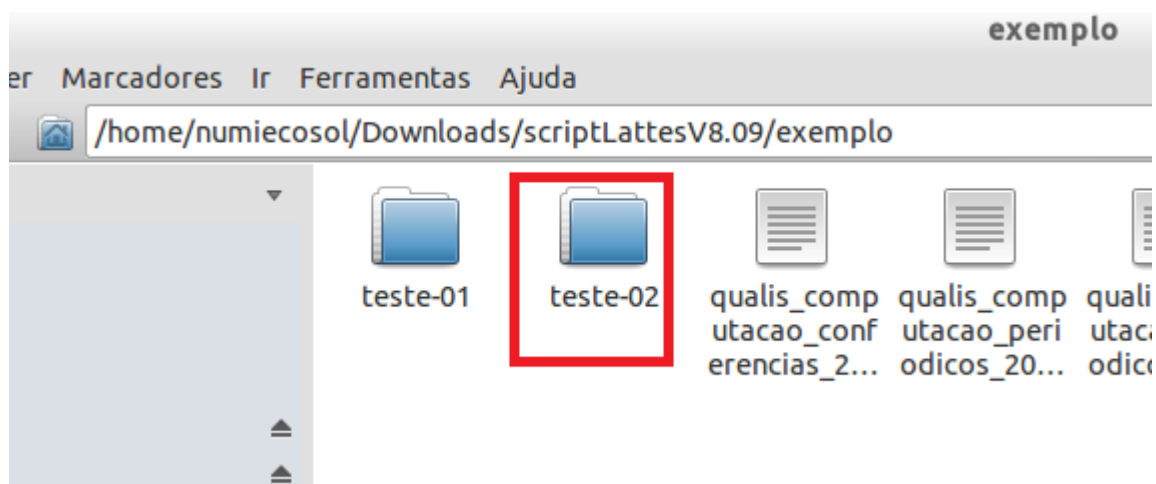 exemplo
er Marcadores Ir Ferramentas Ajuda
/home/numiecosol/Downloads/scriptLattesV8.09/exemplo
teste-01
teste-02
qualis_comp
utacao_conf
erencias_2...
qualis_comp
utacao_peri
odicos_20...
quali
utaca
odico